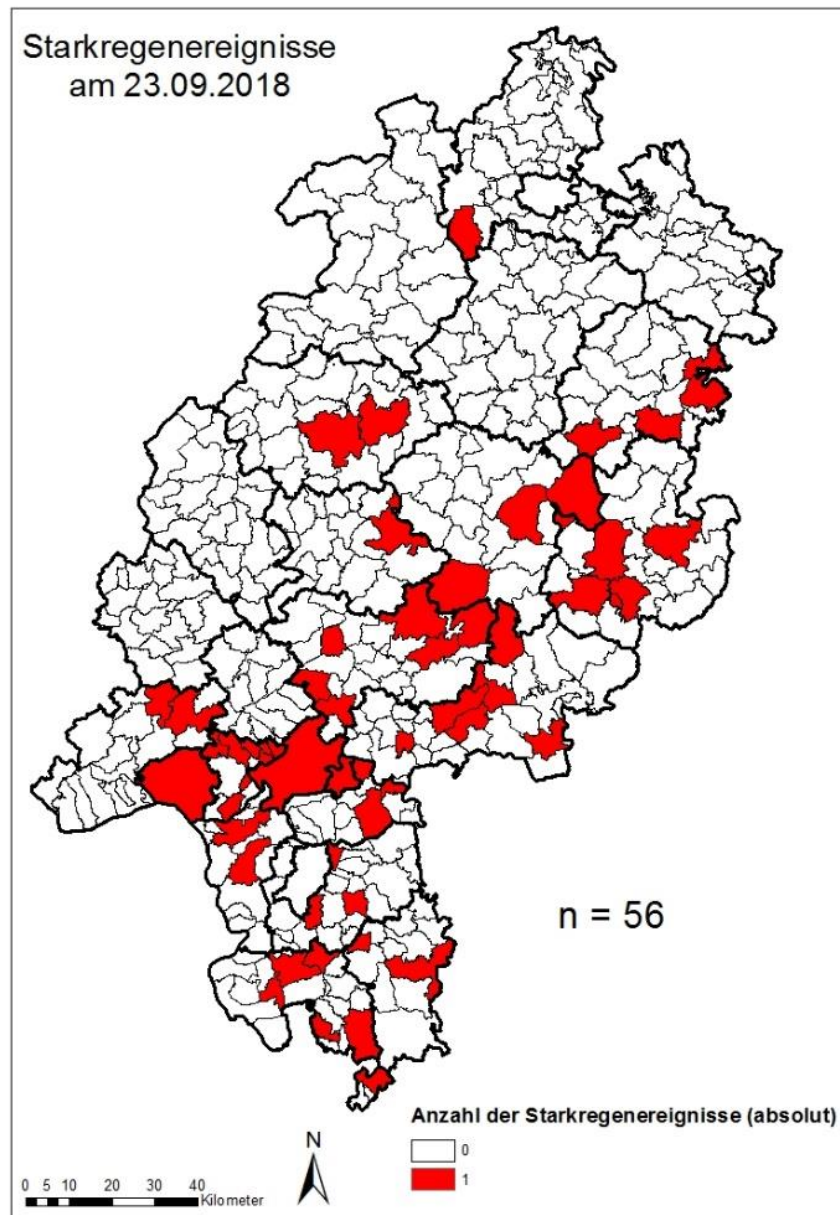 Starkregenereignisse
am 23.09.2018
n = 56
Anzahl der Starkregenereignisse (absolut)
0
1
N
0 5 10 20 30 40
Kilometer